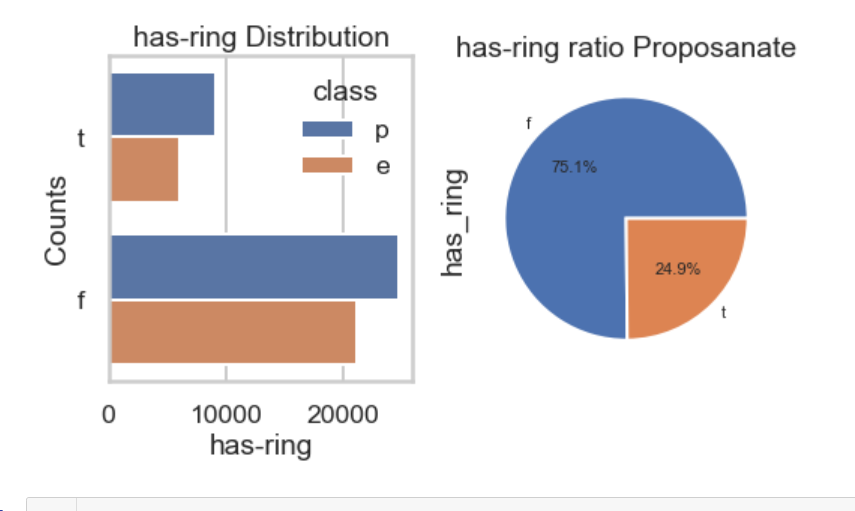 has-ring Distribution
class
p
e
t
f
Counts
0 10000 20000
has-ring
has-ring ratio Proposanate
f
75.1%
24.9%
t
has_ring